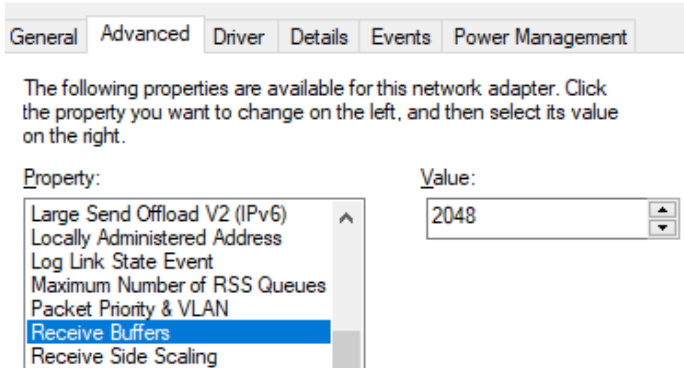 General Advanced Driver Details Events Power Management
The following properties are available for this network adapter. Click
the property you want to change on the left, and then select its value
on the right.
Property:
Value:
Large Send Offload V2 (IPv6)
Locally Administered Address
Log Link State Event
Maximum Number of RSS Queues
Packet Priority & VLAN
Receive Buffers
Receive Side Scaling
2048